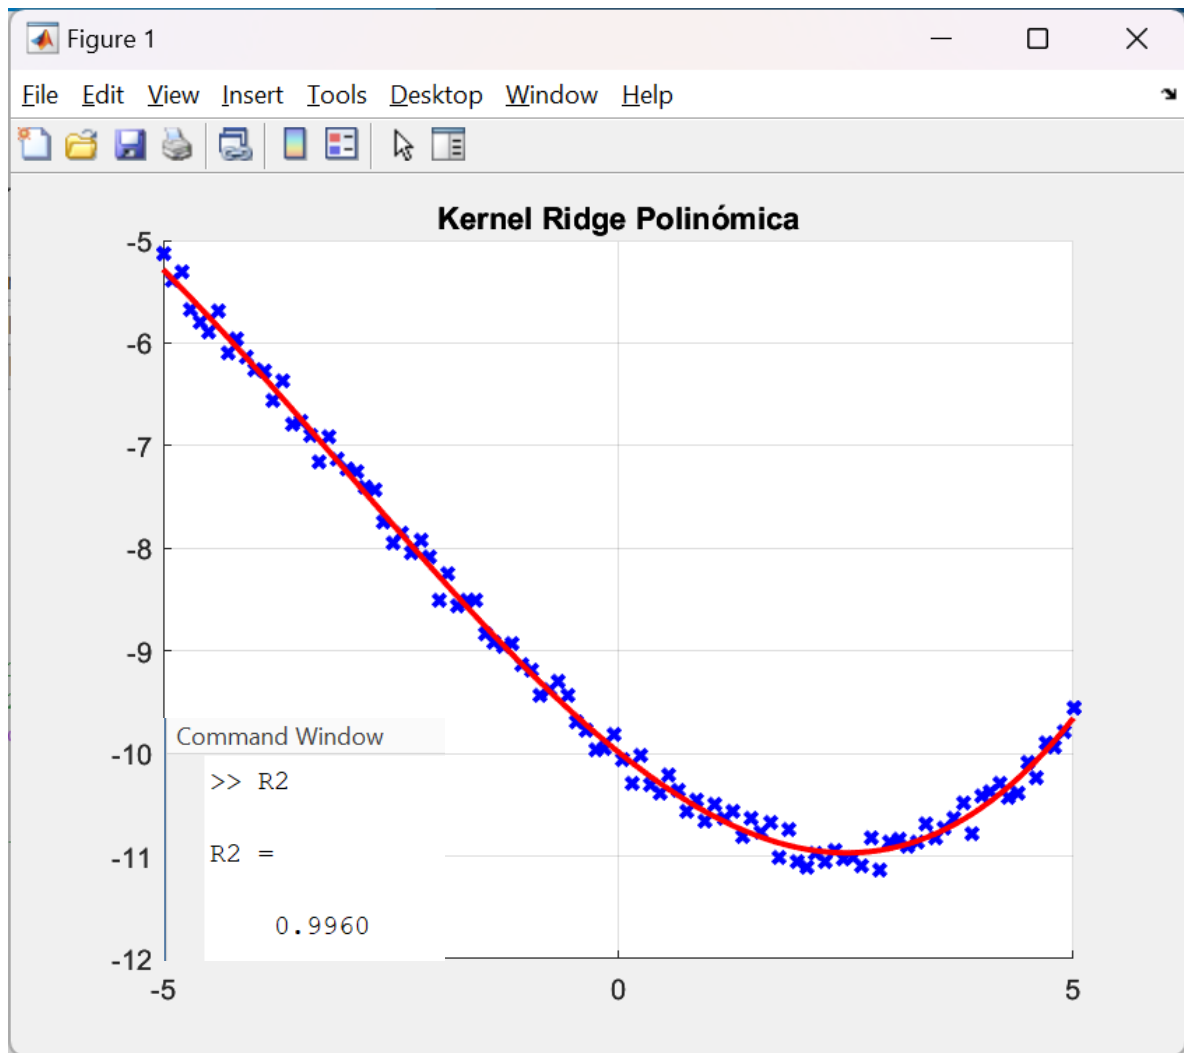 Figure 1
File Edit View Insert Tools Desktop Window Help
Kernel Ridge Polinómica
-5
-6
-7
-8
-9
-10
-11
-12
Command Window
>> R2
R2 =
0.9960
-5 0 5